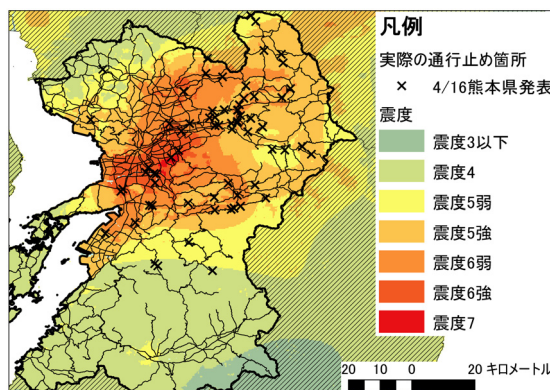 凡例
実際の通行止め箇所
× 4/16熊本県発表
震度
震度3以下
震度4
震度5弱
震度5強
震度6弱
震度6強
震度7
20 10 0 20 キロメートル